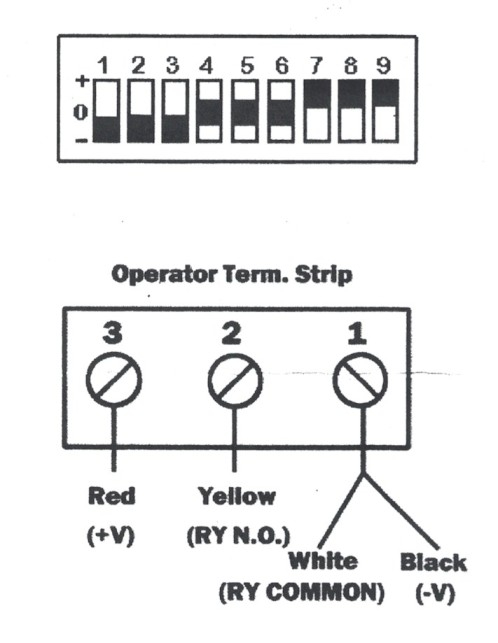 1 2 3 4 5 6 7 8 9
+
0
−
Operator Term. Strip
3 2 1
Red Yellow
(+V) (RY N.O.)
White Black
(RY COMMON) (-V)